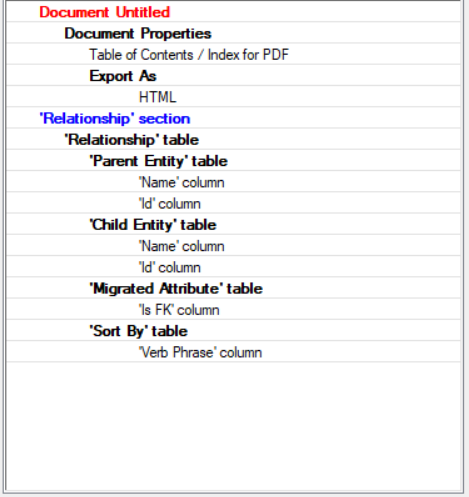 Document Untitled
Document Properties
Table of Contents / Index for PDF
Export As
HTML
'Relationship' section
'Relationship' table
'Parent Entity' table
'Name' column
'Id' column
'Child Entity' table
'Name' column
'Id' column
'Migrated Attribute' table
'Is FK' column
'Sort By' table
'Verb Phrase' column